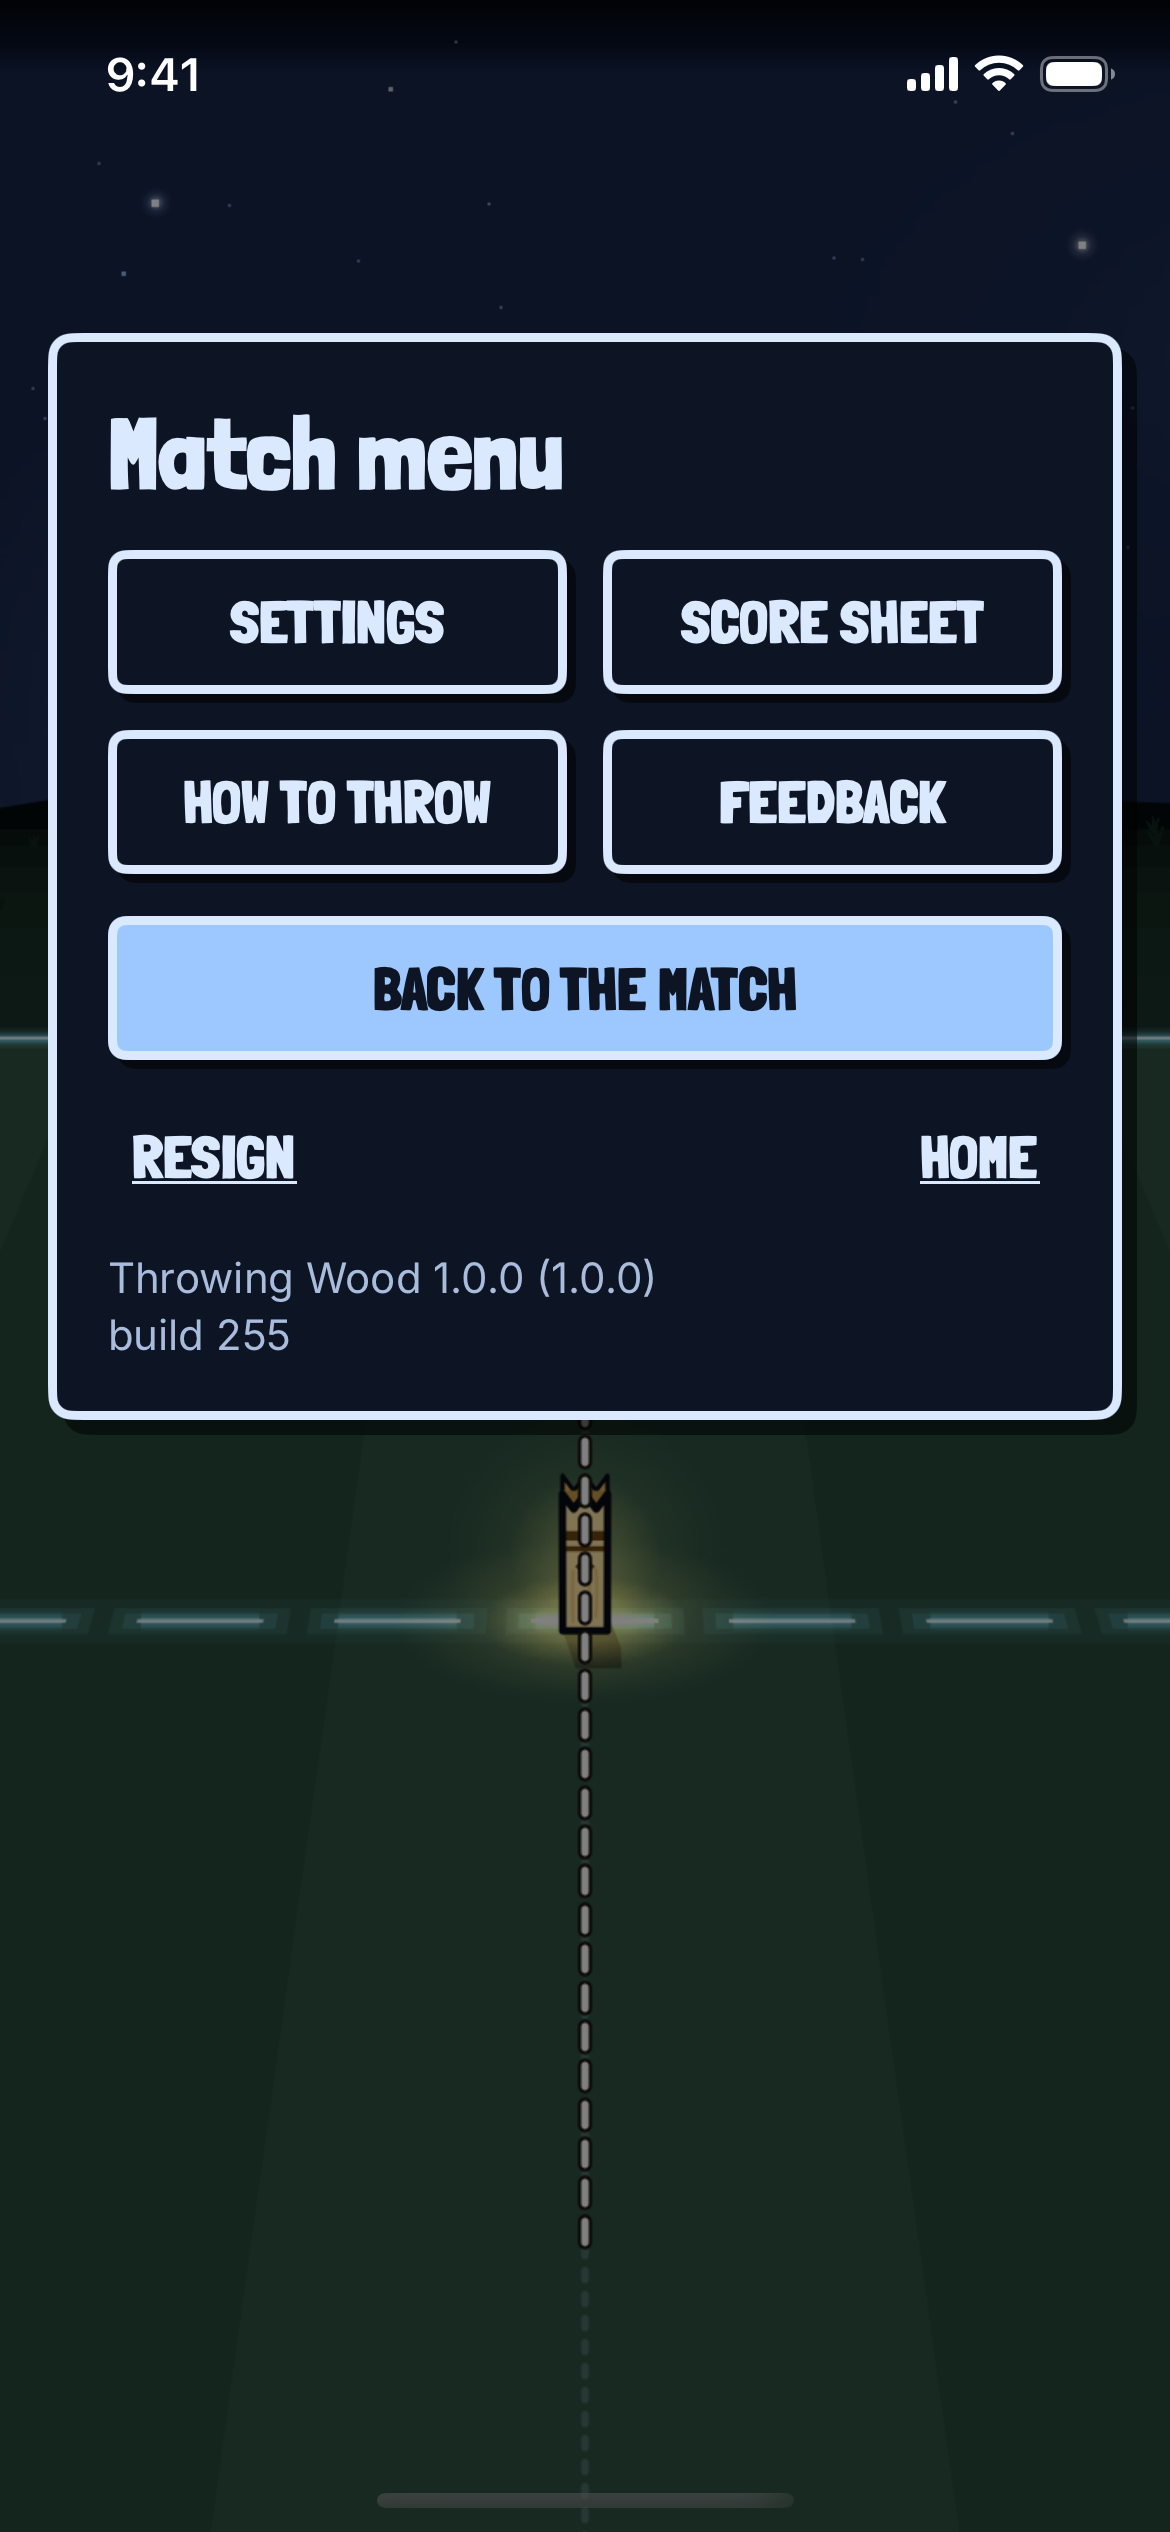 9:41
Match menu
SETTINGS
SCORE SHEET
HOW TO THROW
FEEDBACK
BACK TO THE MATCH
RESIGN
HOME
Throwing Wood 1.0.0 (1.0.0)
build 255